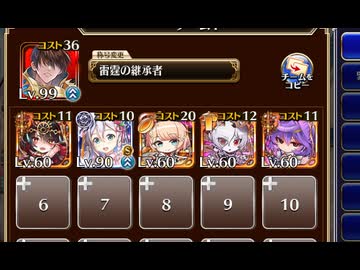 コスト36
称号変更
雷霆の継承者
チームを
コピー
Lv.99
コスト11
コスト10
コスト20
コスト12
コスト11
Lv.60
Lv.90
S
Lv.60
Lv.60
Lv.60
6
7
8
9
10